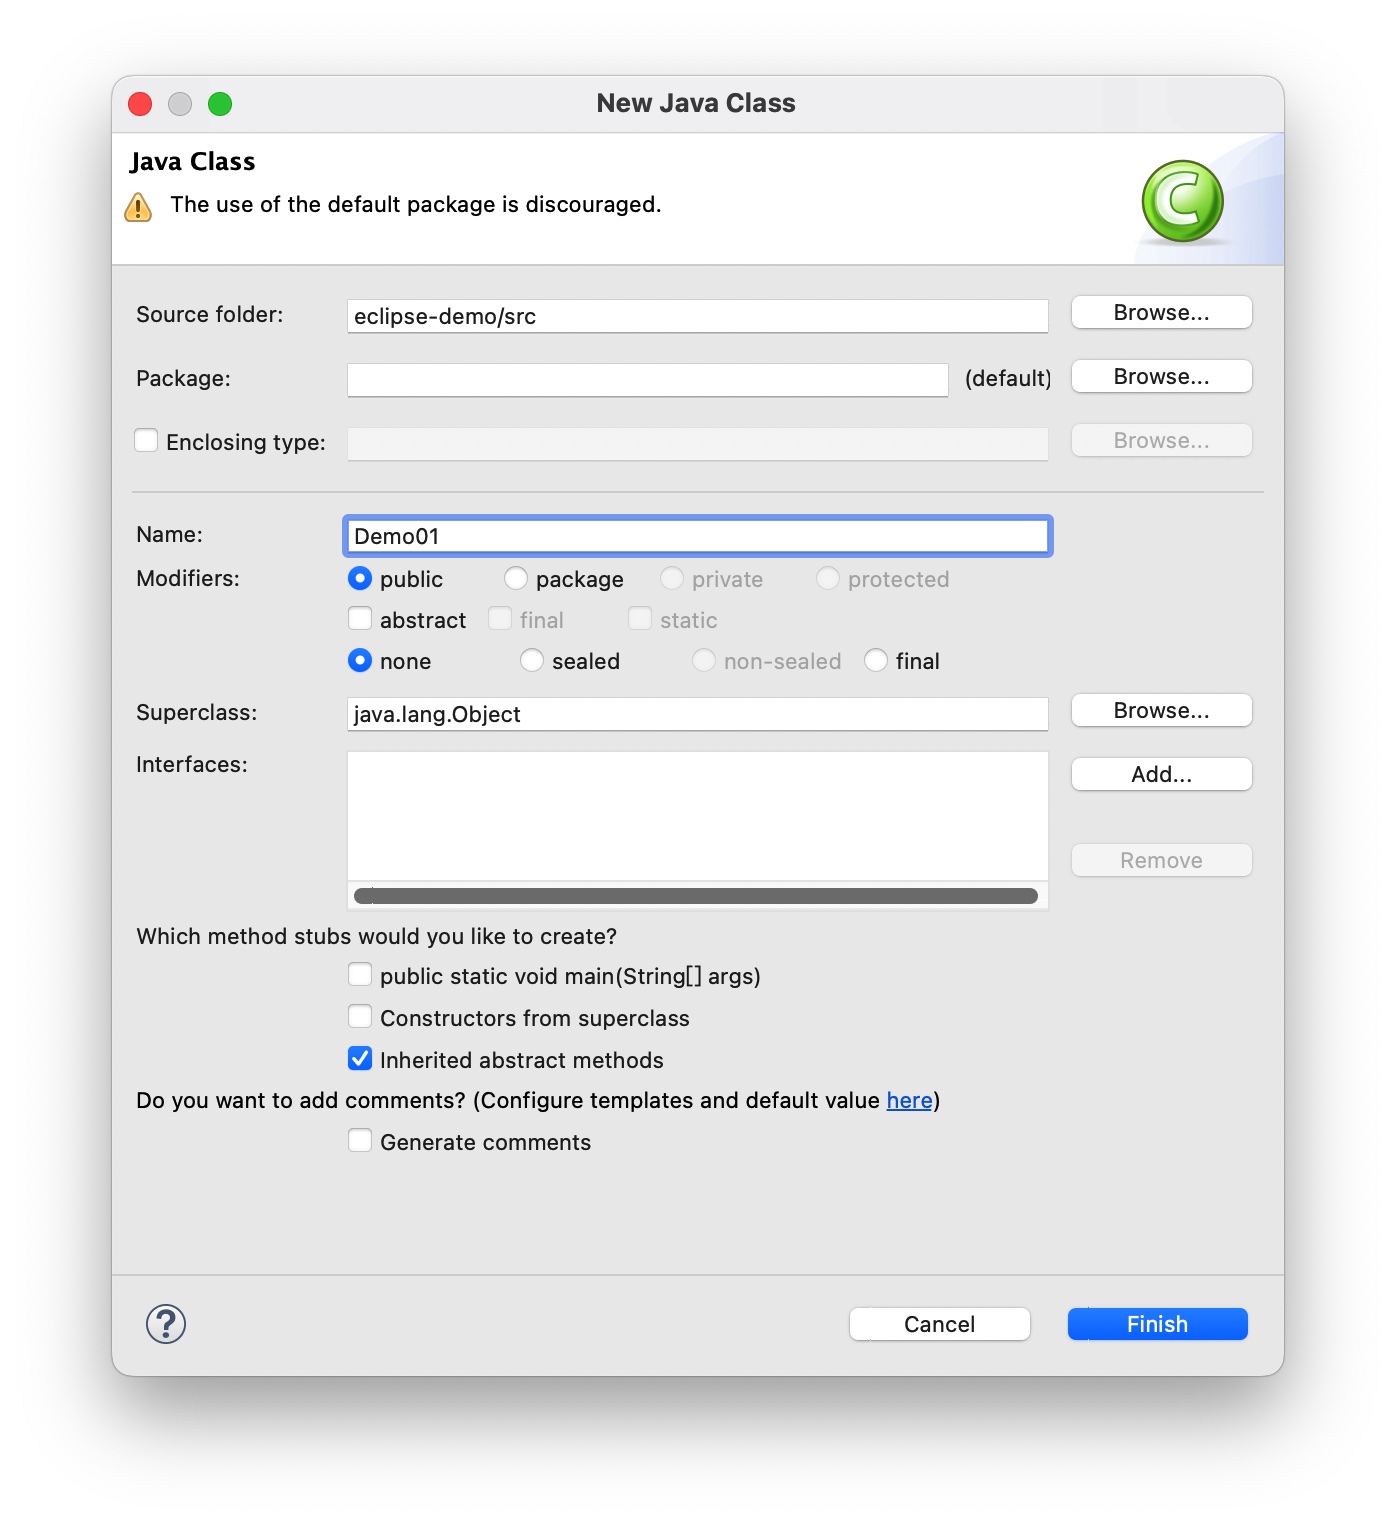 New Java Class
Java Class
The use of the default package is discouraged.
Source folder: eclipse-demo/src Browse...
Package: (default) Browse...
Enclosing type: Browse...
Name: Demo01
Modifiers: public package private protected
abstract final static
none sealed non-sealed final
Superclass: java.lang.Object Browse...
Interfaces: Add...
Remove
Which method stubs would you like to create?
public static void main(String[] args)
Constructors from superclass
Inherited abstract methods
Do you want to add comments? (Configure templates and default value here)
Generate comments
? Cancel Finish